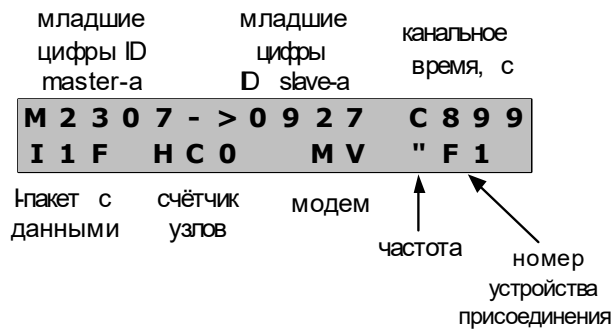 младшие
цифры ID
master-а
младшие
цифры
ID slave-а
канальное
время, с
M2307->0927 C899
I1F HC0 MV "F1
I-пакет с
данными
счётчик
узлов
модем
частота
номер
устройства
присоединения